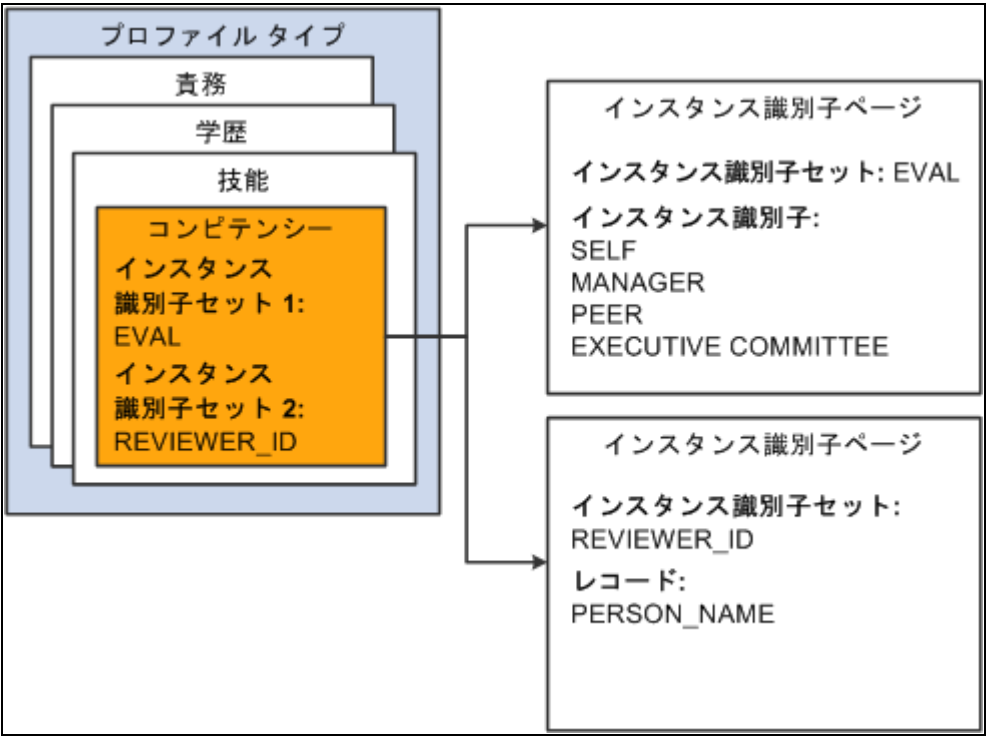 プロファイル タイプ
責務
学歴
技能
コンピテンシー
インスタンス
識別子セット 1:
EVAL
インスタンス
識別子セット 2:
REVIEWER_ID
インスタンス識別子ページ
インスタンス識別子セット: EVAL
インスタンス識別子:
SELF
MANAGER
PEER
EXECUTIVE COMMITTEE
インスタンス識別子ページ
インスタンス識別子セット:
REVIEWER_ID
レコード:
PERSON_NAME